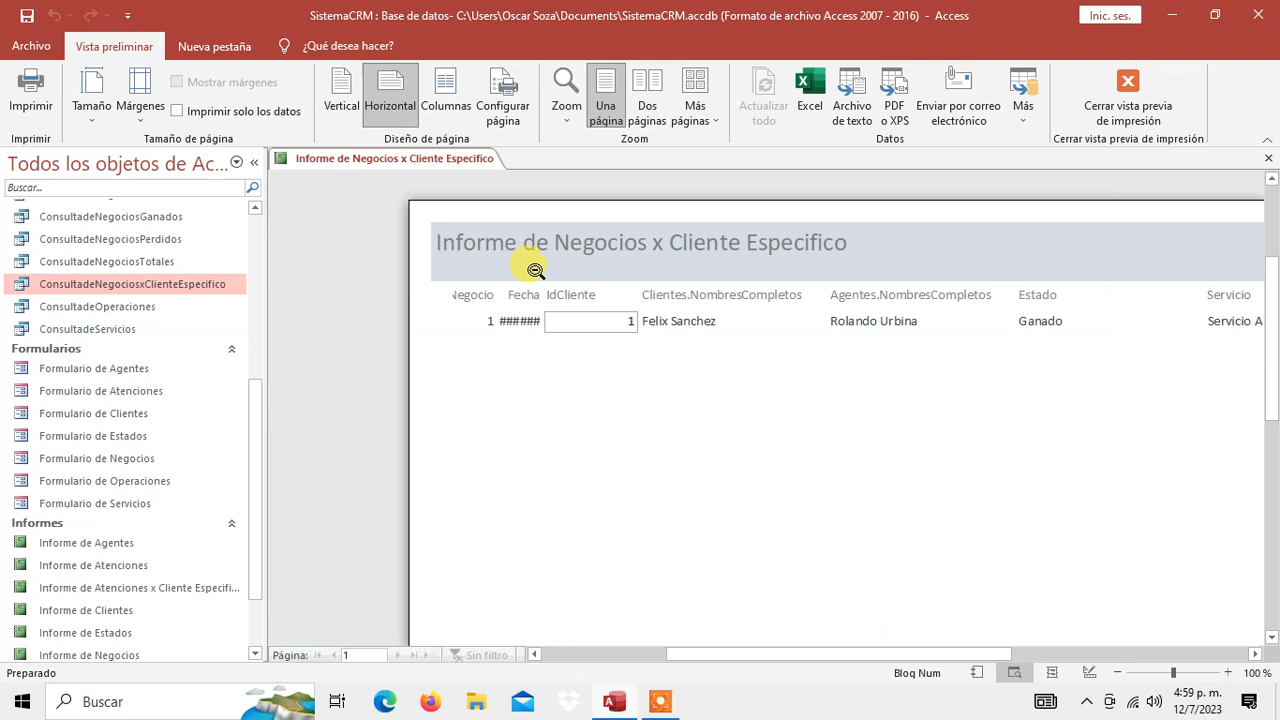 SistemaCRM : Base de datos- C:\Users\Oscar Soza\Documents\SistemaCRM.accdb (Formato de archivo Access 2007 - 2016) - Access
Inic. ses.
Archivo
Vista preliminar
Nueva pestaña
¿Qué desea hacer?
Imprimir
Tamaño
Márgenes
Mostrar márgenes
Imprimir solo los datos
Vertical
Horizontal
Columnas
Configurar página
Zoom
Una página
Dos páginas
Más páginas
Actualizar todo
Excel
Archivo de texto
PDF o XPS
Enviar por correo electrónico
Más
Cerrar vista previa de impresión
Imprimir
Tamaño de página
Diseño de página
Zoom
Datos
Cerrar vista previa de impresión
Todos los objetos de Ac...
Buscar...
ConsultadeNegociosGanados
ConsultadeNegociosPerdidos
ConsultadeNegociosTotales
ConsultadeNegociosxClienteEspecifico
ConsultadeOperaciones
ConsultadeServicios
Formularios
Formulario de Agentes
Formulario de Atenciones
Formulario de Clientes
Formulario de Estados
Formulario de Negocios
Formulario de Operaciones
Formulario de Servicios
Informes
Informe de Agentes
Informe de Atenciones
Informe de Atenciones x Cliente Especifi...
Informe de Clientes
Informe de Estados
Informe de Negocios
Informe de Negocios x Cliente Especifico
Informe de Negocios x Cliente Especifico
Negocio Fecha IdCliente Clientes.NombresCompletos Agentes.NombresCompletos Estado Servicio
1 ###### 1 Felix Sanchez Rolando Urbina Ganado Servicio A
Página: 1 Sin filtro
Preparado
Bloq Num
100 %
Buscar
4:59 p. m.
12/7/2023